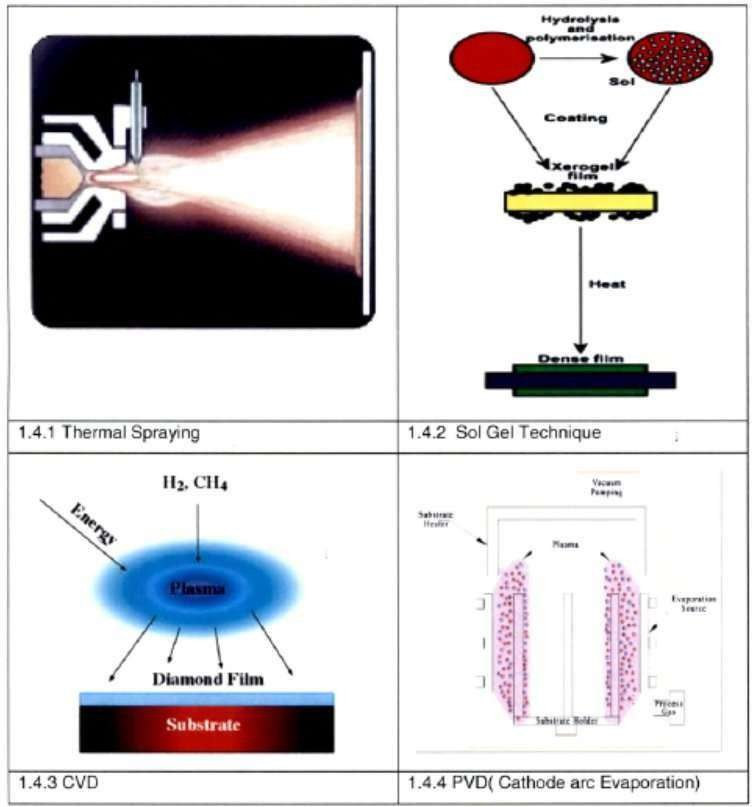 Hydrolysis
and
polymerisation
Sol
Coating
Xerogel
film
Heat
Dense film
1.4.1 Thermal Spraying
1.4.2 Sol Gel Technique
H₂, CH₄
Energy
Plasma
Diamond Film
Substrate
Vacuum
Pumping
Substrate
Heater
Plasma
Evaporation
Source
Process
Gas
Substrate Holder
1.4.3 CVD
1.4.4 PVD( Cathode arc Evaporation)